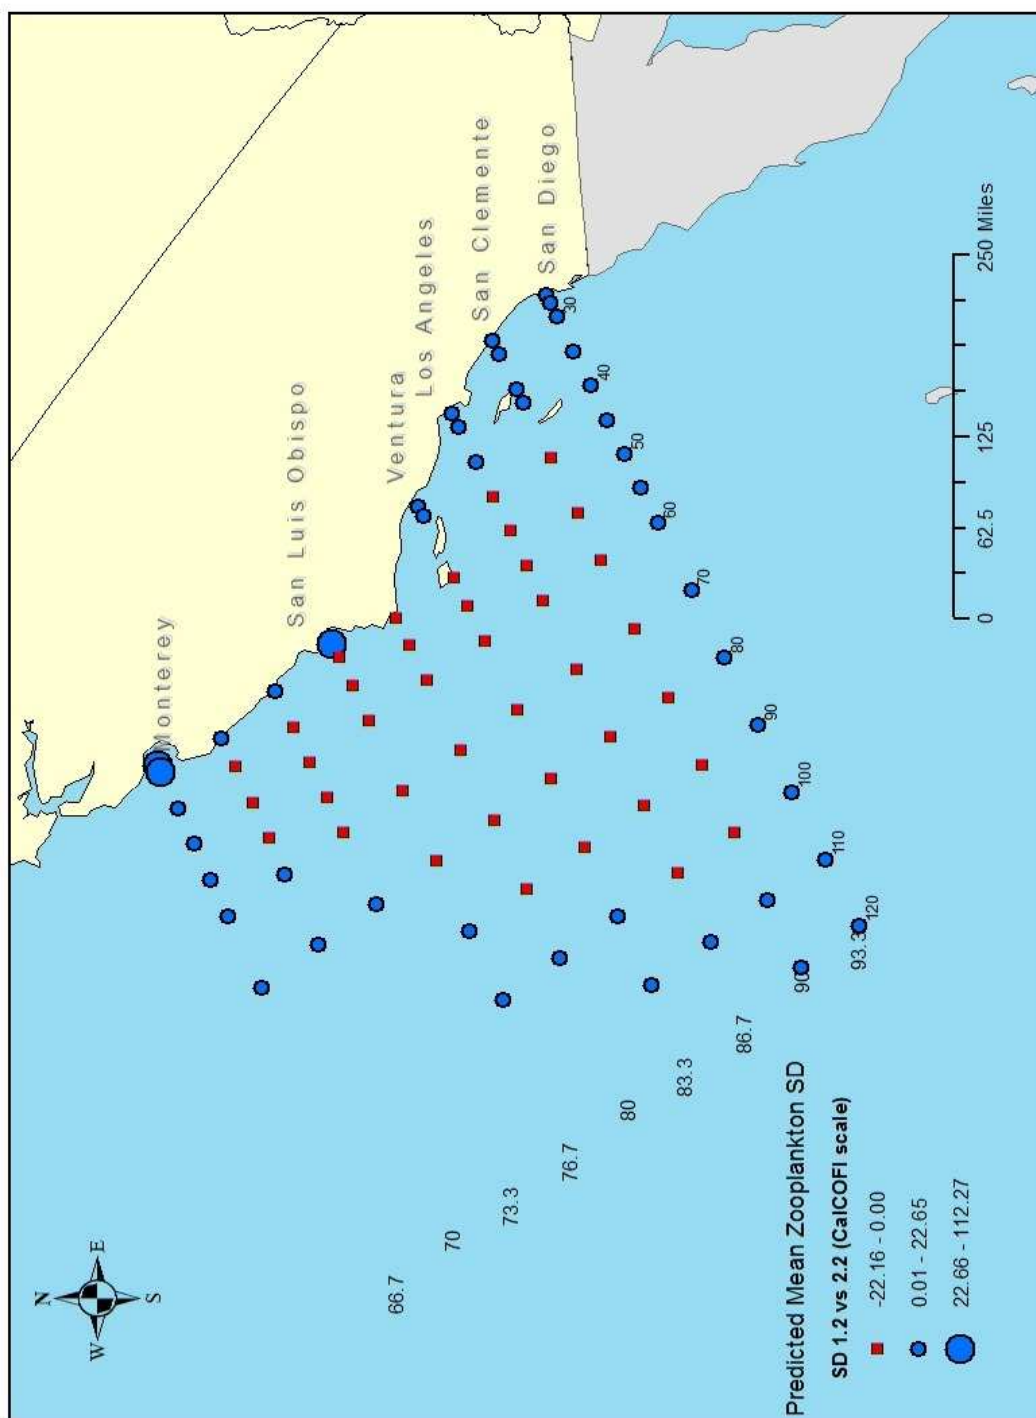 N
W E
S
Monterey
San Luis Obispo
Ventura
Los Angeles
San Clemente
San Diego
30
40
50
60
70
80
90
100
110
120
66.7
70
73.3
76.7
80
83.3
86.7
90
93.3
Predicted Mean Zooplankton SD
SD 1.2 vs 2.2 (CalCOFI scale)
-22.16 - 0.00
0.01 - 22.65
22.66 - 112.27
0 62.5 125 250 Miles